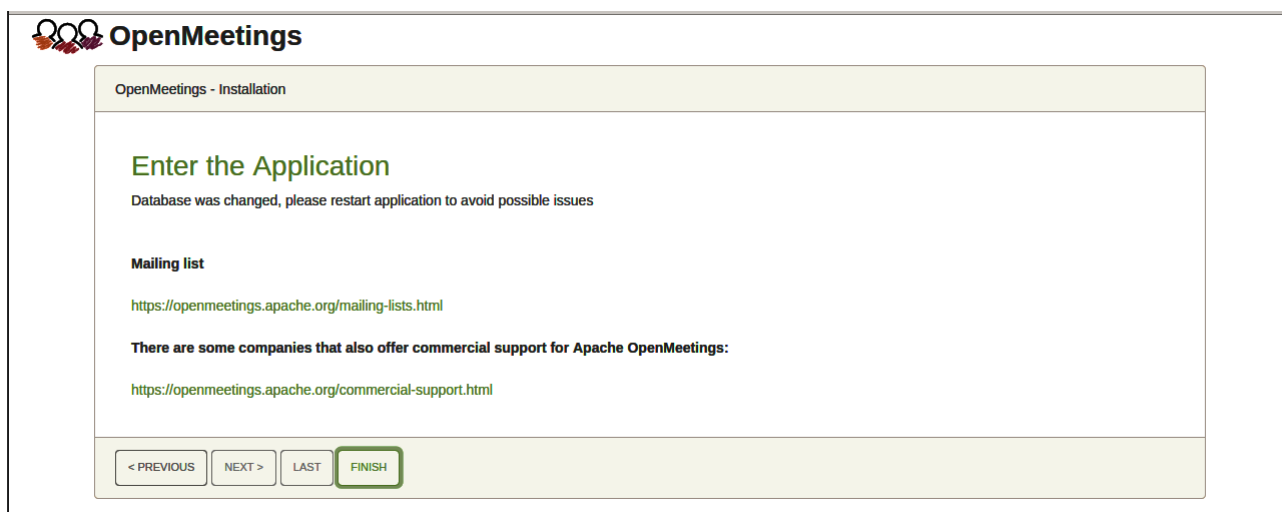 OpenMeetings
OpenMeetings - Installation
Enter the Application
Database was changed, please restart application to avoid possible issues
Mailing list
https://openmeetings.apache.org/mailing-lists.html
There are some companies that also offer commercial support for Apache OpenMeetings:
https://openmeetings.apache.org/commercial-support.html
< PREVIOUS NEXT > LAST FINISH